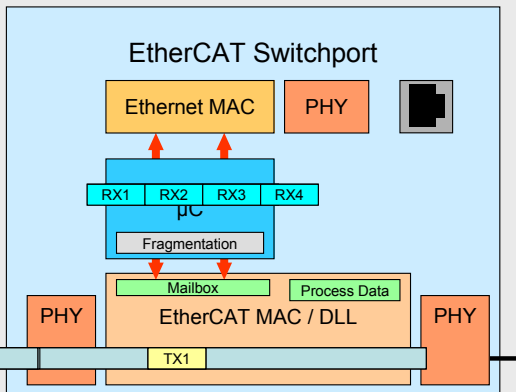 EtherCAT Switchport
Ethernet MAC
PHY
RX1 RX2 RX3 RX4
µC
Fragmentation
Mailbox
Process Data
PHY
EtherCAT MAC / DLL
PHY
TX1